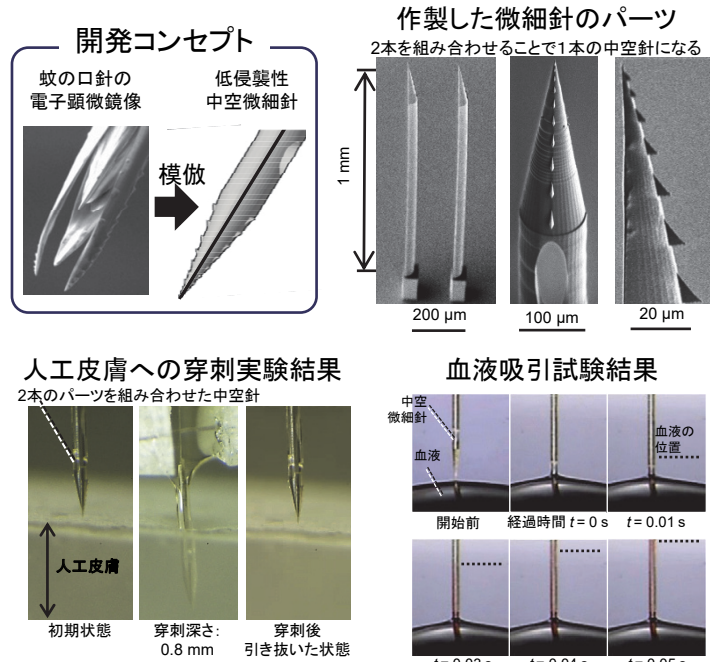 開発コンセプト
蚊の口針の
電子顕微鏡像
低侵襲性
中空微細針
模倣
作製した微細針のパーツ
2本を組み合わせることで1本の中空針になる
1 mm
200 µm
100 µm
20 µm
人工皮膚への穿刺実験結果
2本のパーツを組み合わせた中空針
人工皮膚
初期状態
穿刺深さ:
0.8 mm
穿刺後
引き抜いた状態
血液吸引試験結果
中空
微細針
血液
血液の
位置
開始前
経過時間 t = 0 s
t = 0.01 s